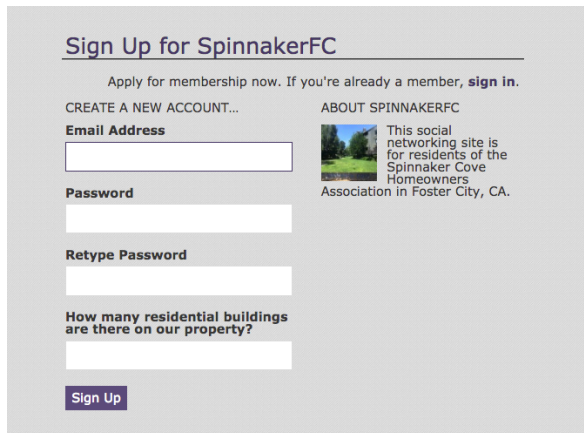 Sign Up for SpinnakerFC
Apply for membership now. If you're already a member, sign in.
CREATE A NEW ACCOUNT...
Email Address
Password
Retype Password
How many residential buildings
are there on our property?
Sign Up
ABOUT SPINNAKERFC
This social
networking site is
for residents of the
Spinnaker Cove
Homeowners
Association in Foster City, CA.